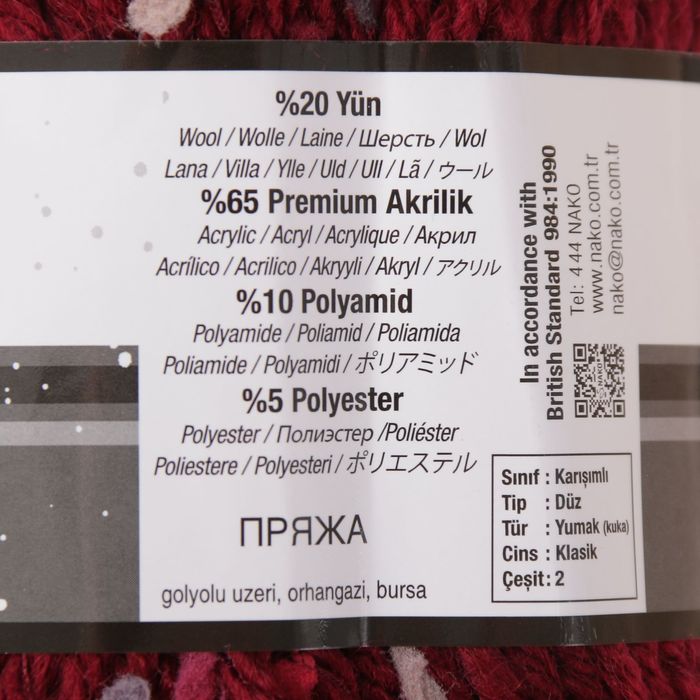 %20 Yün
Wool / Wolle / Laine / Шерсть / Wol
Lana / Villa / Ylle / Uld / Ull / Lã / ウール
%65 Premium Akrilik
Acrylic / Acryl / Acrylique / Акрил
Acrílico / Acrilico / Akryyli / Akryl / アクリル
%10 Polyamid
Polyamide / Poliamid / Poliamida
Poliamide / Polyamidi / ポリアミッド
%5 Polyester
Polyester / Полиэстер /Poliéster
Poliestere / Polyesteri / ポリエステル
ПРЯЖА
golyolu uzeri, orhangazi, bursa
In accordance with
British Standard 984:1990
Tel: 4 44 NAKO
www.nako.com.tr
nako@nako.com.tr
NAKO
Sınıf : Karışımlı
Tip : Düz
Tür : Yumak (kuka)
Cins : Klasik
Çeşit : 2